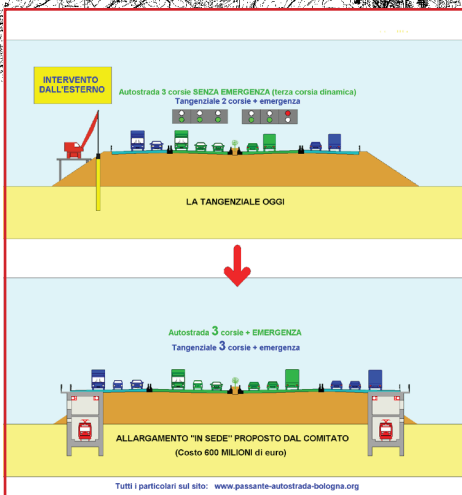 INTERVENTO
DALL'ESTERNO
Autostrada 3 corsie SENZA EMERGENZA (terza corsia dinamica)
Tangenziale 2 corsie + emergenza
LA TANGENZIALE OGGI
Autostrada 3 corsie + EMERGENZA
Tangenziale 3 corsie + emergenza
ALLARGAMENTO "IN SEDE" PROPOSTO DAL COMITATO
(Costo 600 MILIONI di euro)
Tutti i particolari sul sito: www.passante-autostrada-bologna.org